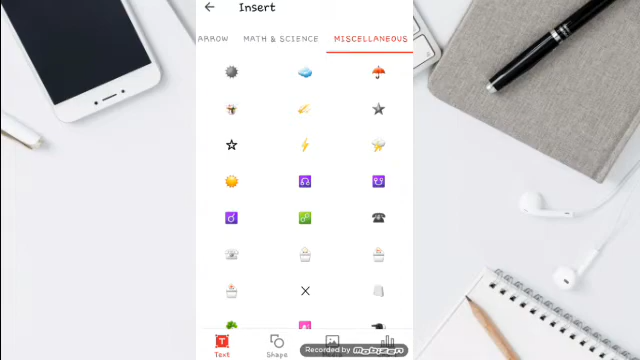 Insert
ARROW MATH & SCIENCE MISCELLANEOUS
Text Shape
Recorded by Mobizen